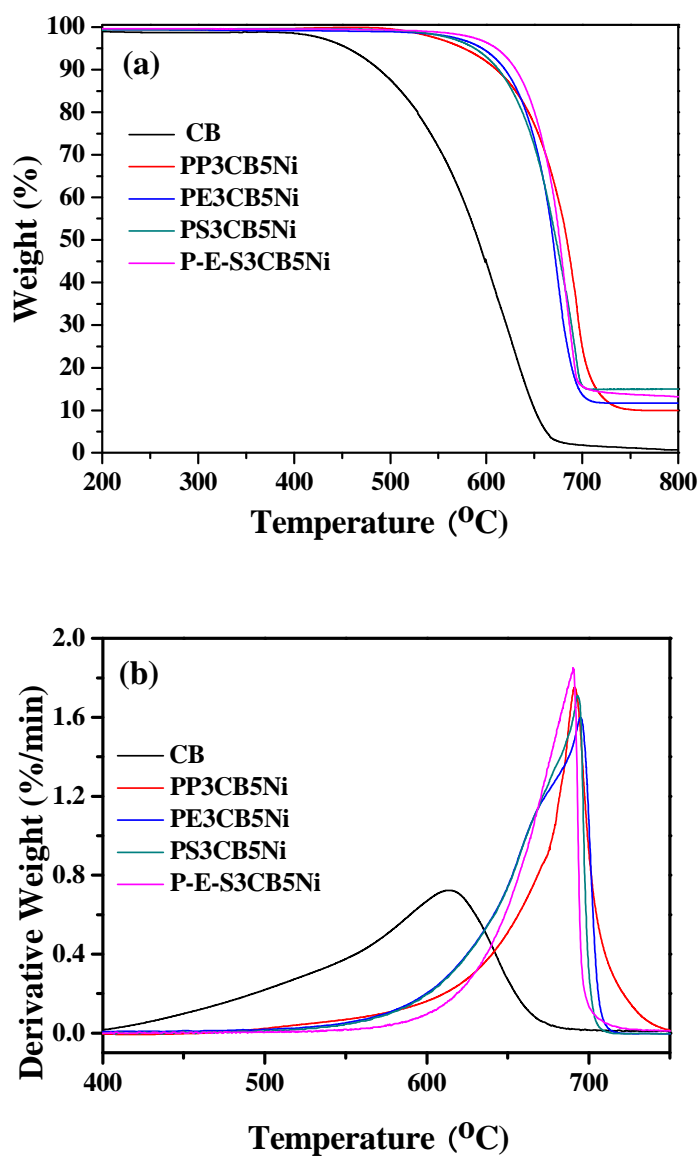 100
90
80
70
60
50
40
30
20
10
0
Weight (%)
(a)
CB
PP3CB5Ni
PE3CB5Ni
PS3CB5Ni
P-E-S3CB5Ni
200 300 400 500 600 700 800
Temperature (°C)
2.0
1.6
1.2
0.8
0.4
0.0
Derivative Weight (%/min)
(b)
CB
PP3CB5Ni
PE3CB5Ni
PS3CB5Ni
P-E-S3CB5Ni
400 500 600 700
Temperature (°C)